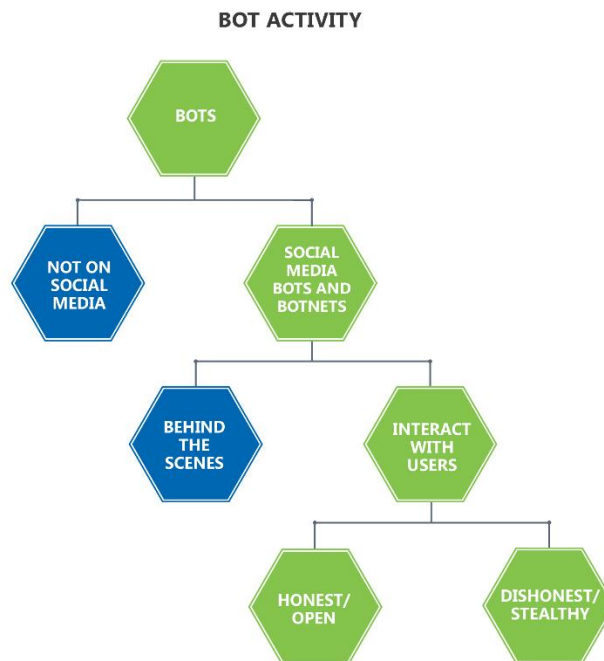 BOT ACTIVITY
BOTS
NOT ON
SOCIAL
MEDIA
SOCIAL
MEDIA
BOTS AND
BOTNETS
BEHIND
THE
SCENES
INTERACT
WITH
USERS
HONEST/
OPEN
DISHONEST/
STEALTHY